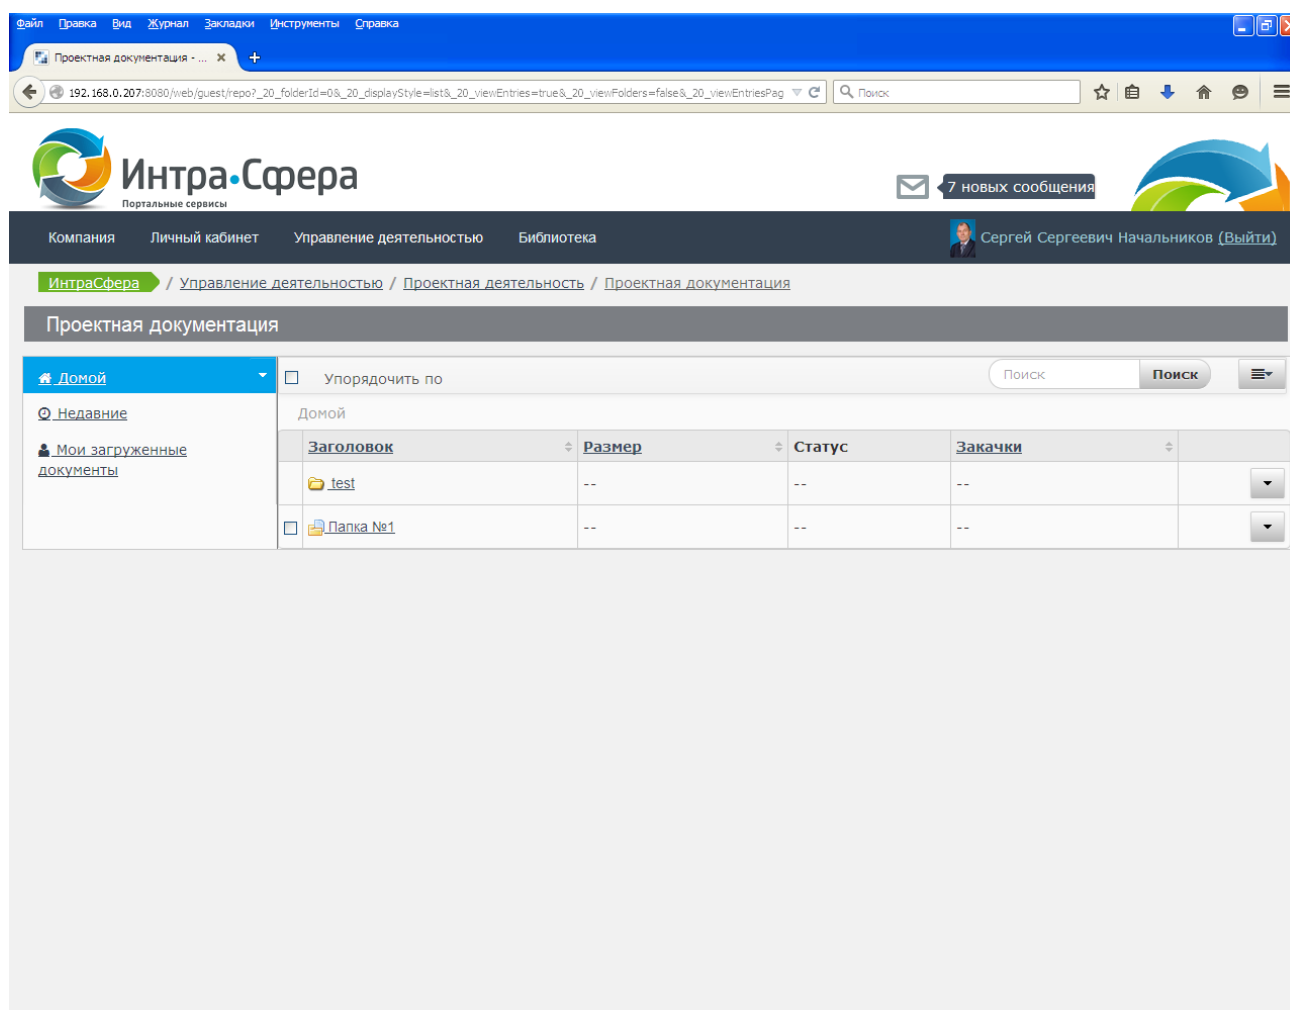 Файл Правка Вид Журнал Закладки Инструменты Справка
Проектная документация - ...
192.168.0.207:8080/web/guest/repo?_20_folderId=0&_20_displayStyle=list&_20_viewEntries=true&_20_viewFolders=false&_20_viewEntriesPag Поиск
Интра•Сфера
Портальные сервисы
7 новых сообщения
Компания Личный кабинет Управление деятельностью Библиотека Сергей Сергеевич Начальников (Выйти)
ИнтраСфера / Управление деятельностью / Проектная деятельность / Проектная документация
Проектная документация
Домой
Недавние
Мои загруженные
документы
Упорядочить по Поиск Поиск
Домой
Заголовок Размер Статус Закачки
test -- -- --
Папка №1 -- -- --